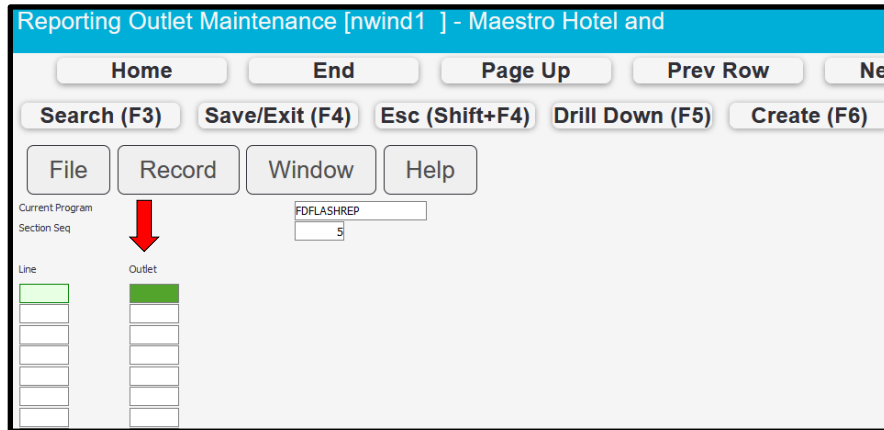 Reporting Outlet Maintenance [nwind1 ] - Maestro Hotel and
Home End Page Up Prev Row Ne
Search (F3) Save/Exit (F4) Esc (Shift+F4) Drill Down (F5) Create (F6)
File Record Window Help
Current Program FDFLASHREP
Section Seq 5
Line Outlet